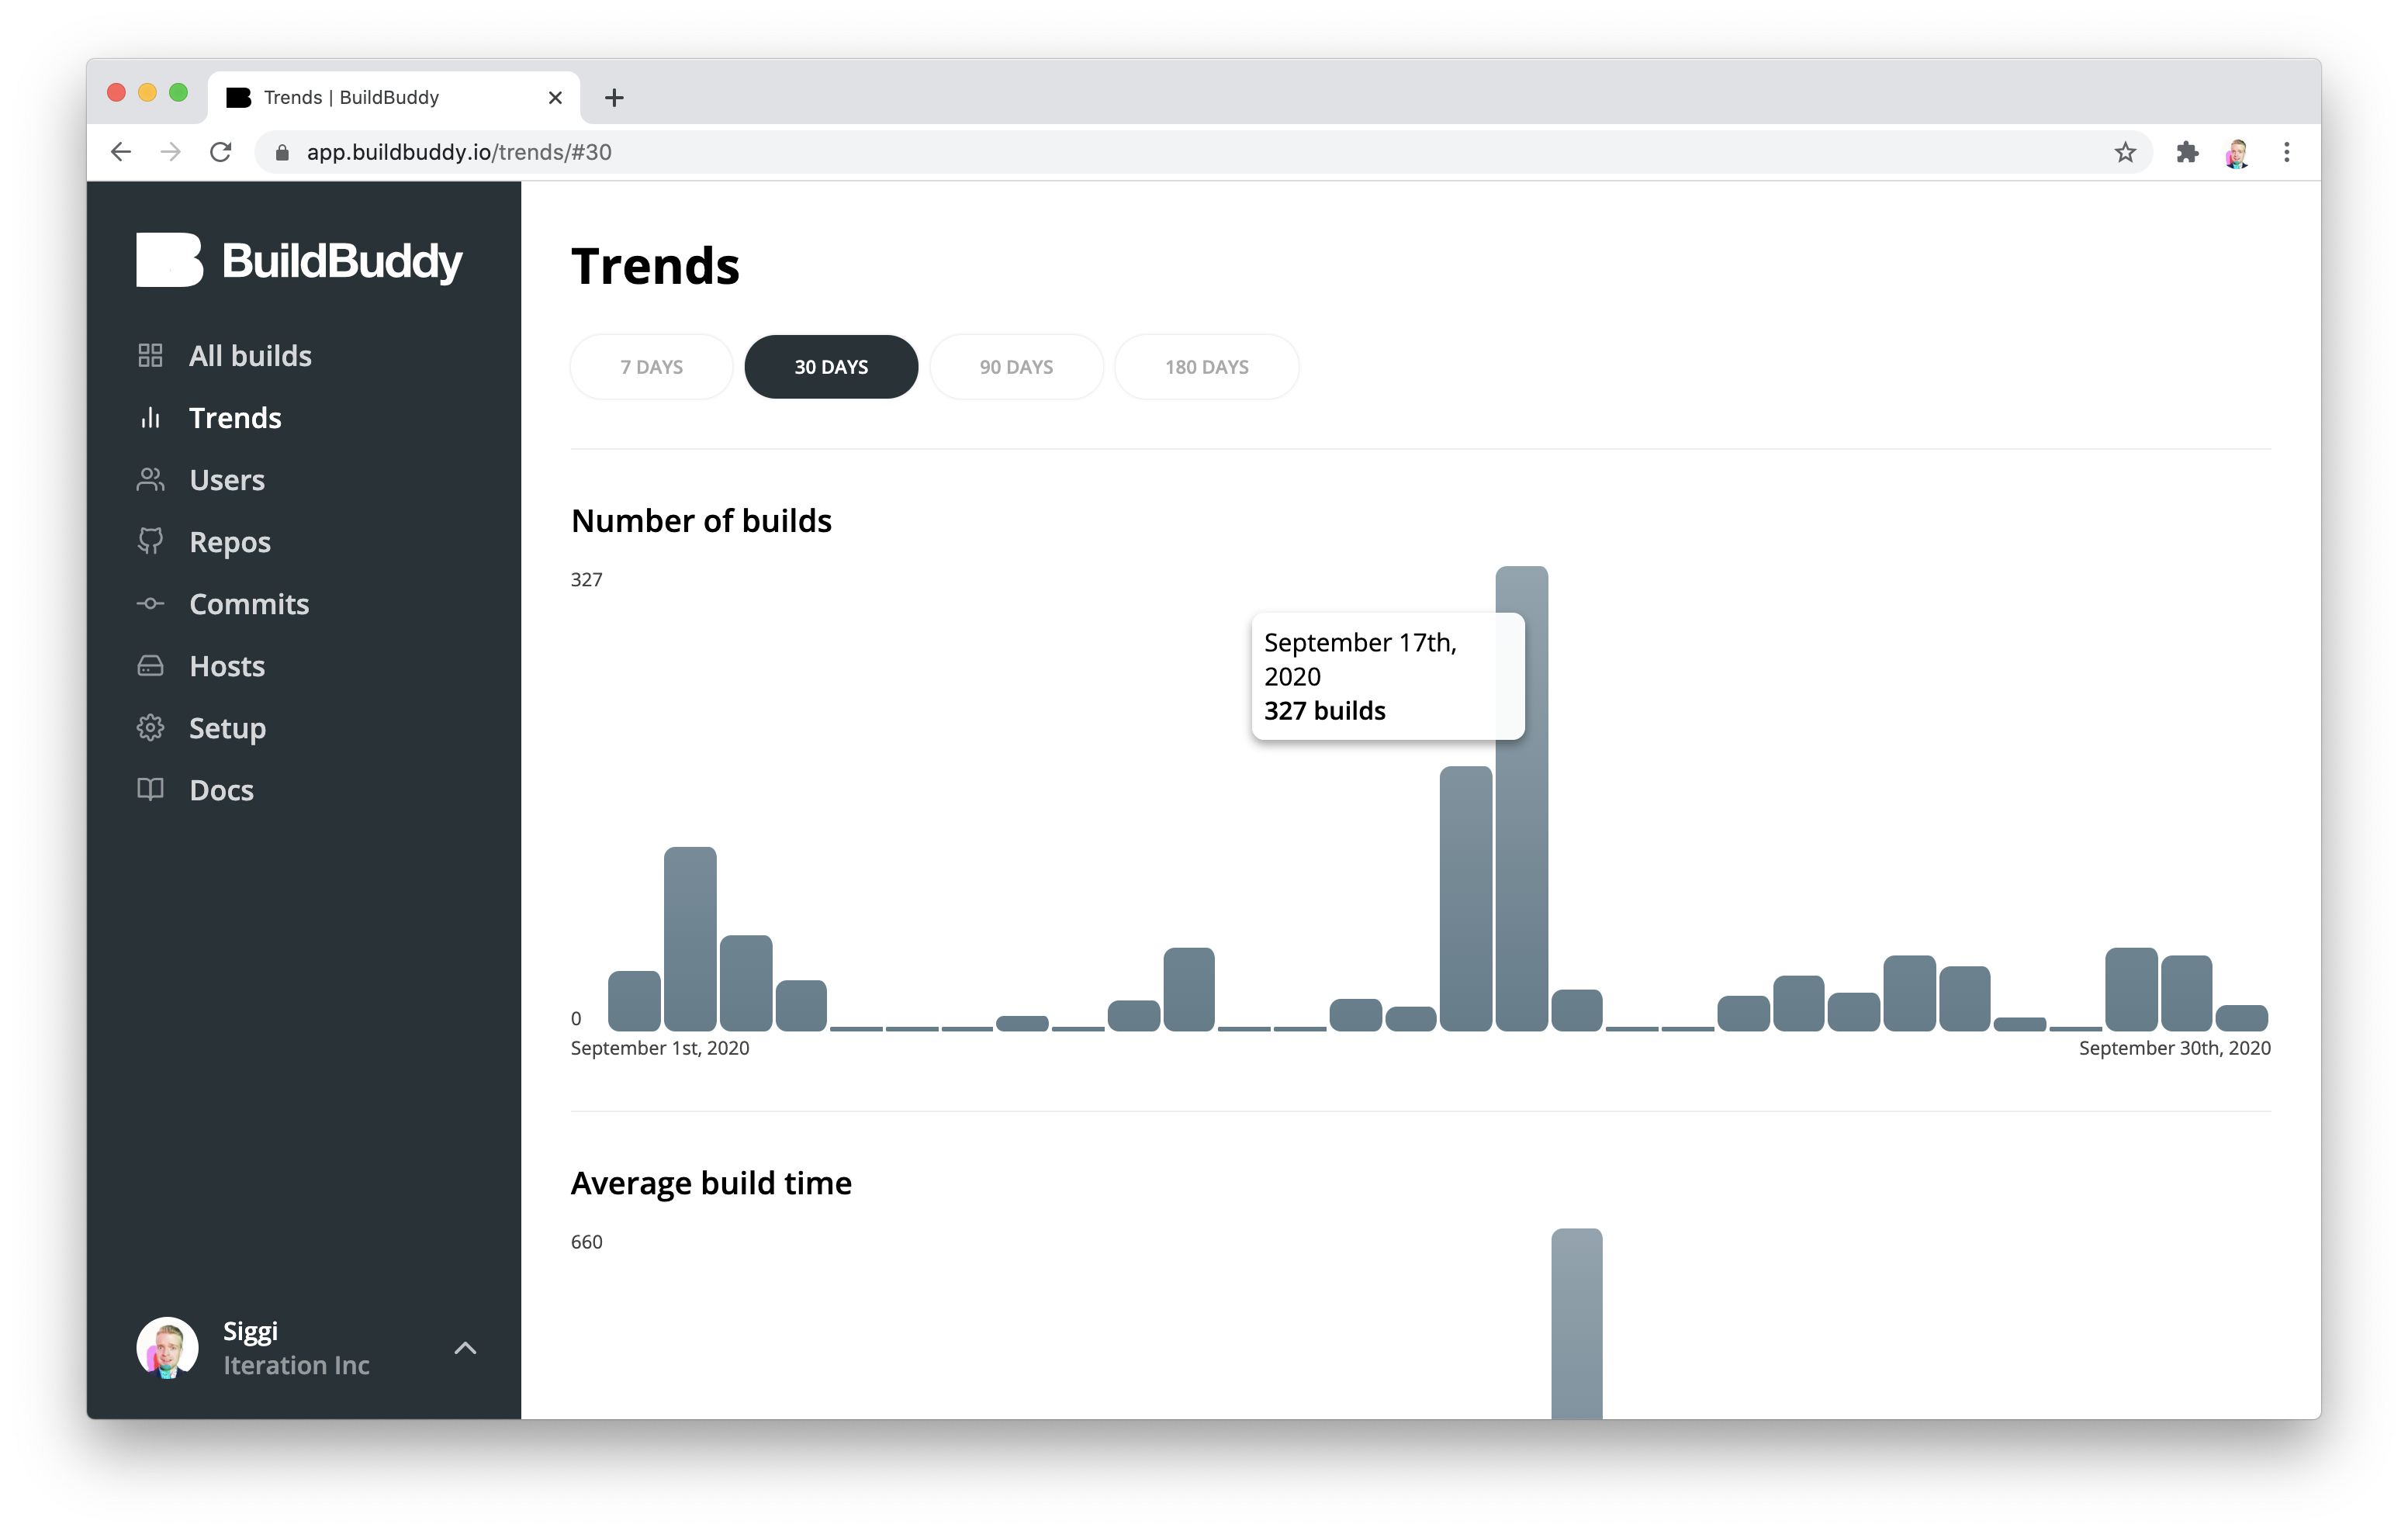 Trends | BuildBuddy
app.buildbuddy.io/trends/#30
BuildBuddy
All builds
Trends
Users
Repos
Commits
Hosts
Setup
Docs
Siggi
Iteration Inc
Trends
7 DAYS
30 DAYS
90 DAYS
180 DAYS
Number of builds
327
September 17th,
2020
327 builds
0
September 1st, 2020
September 30th, 2020
Average build time
660